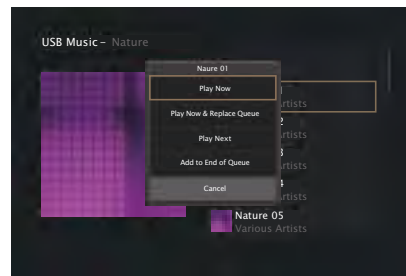 USB Music – Nature
Naure 01
Play Now
Play Now & Replace Queue
Play Next
Add to End of Queue
Cancel
Nature 05
Various Artists